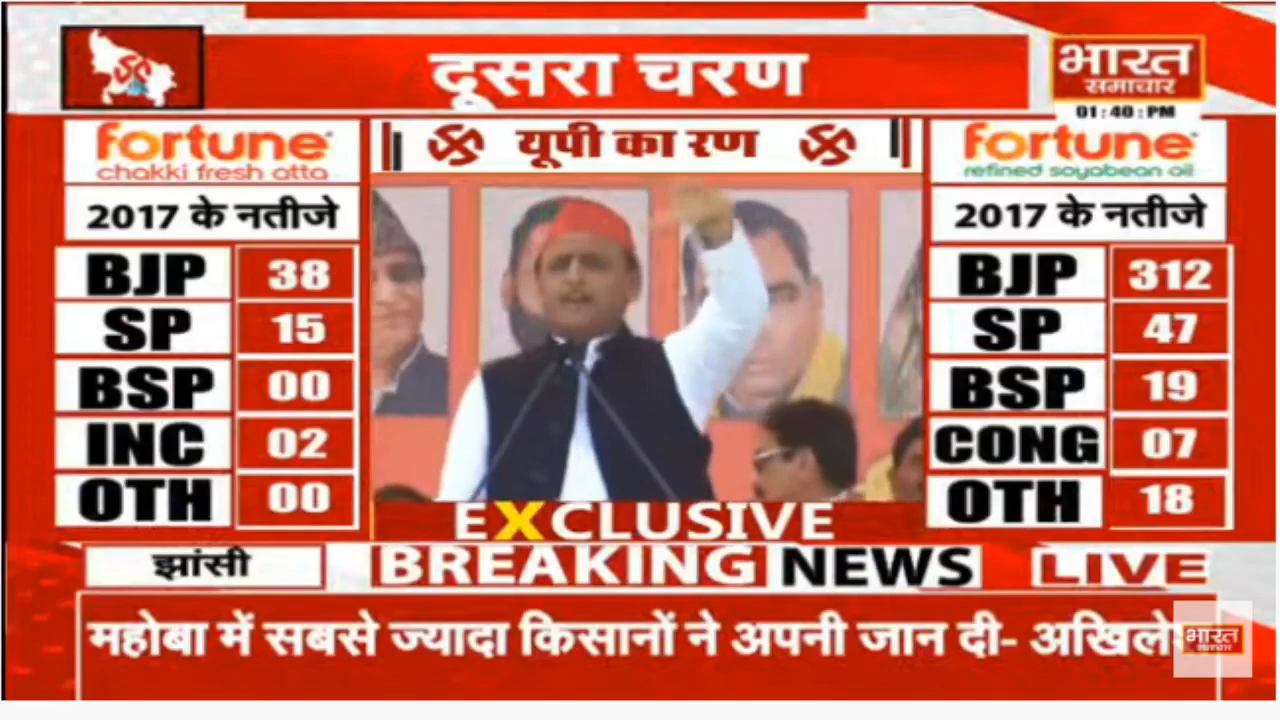 दूसरा चरण
भारत
समाचार
01:40:PM
fortune
chakki fresh atta
यूपी का रण
fortune
refined soyabean oil
2017 के नतीजे
BJP 38
SP 15
BSP 00
INC 02
OTH 00
2017 के नतीजे
BJP 312
SP 47
BSP 19
CONG 07
OTH 18
EXCLUSIVE
झांसी
BREAKING NEWS
LIVE
महोबा में सबसे ज्यादा किसानों ने अपनी जान दी-
भारत
समाचार